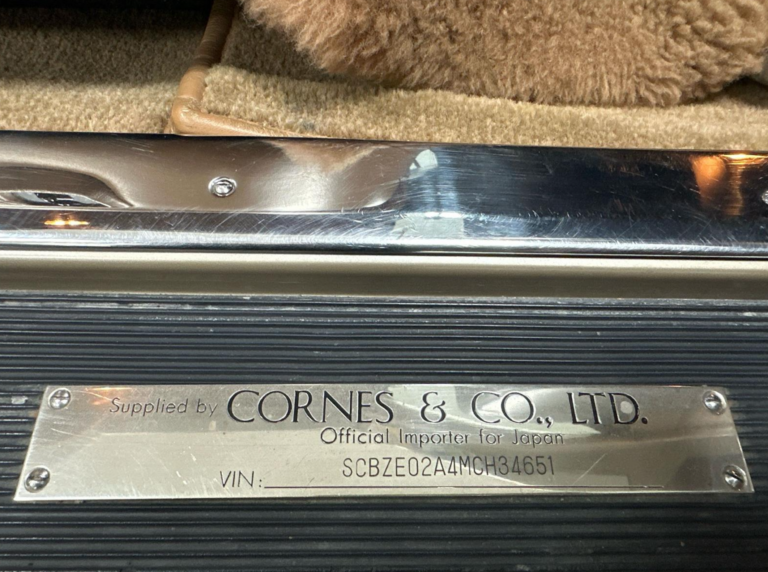 Supplied by CORNES & CO., LTD.
Official Importer for Japan
VIN: SCBZE02A4MCH34651